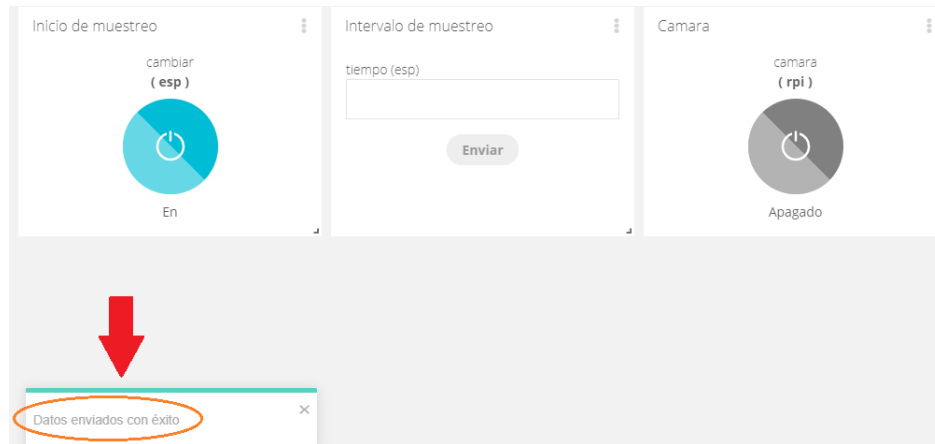 Inicio de muestreo
cambiar
( esp )
En
Intervalo de muestreo
tiempo (esp)
Enviar
Camara
camara
( rpi )
Apagado
Datos enviados con éxito